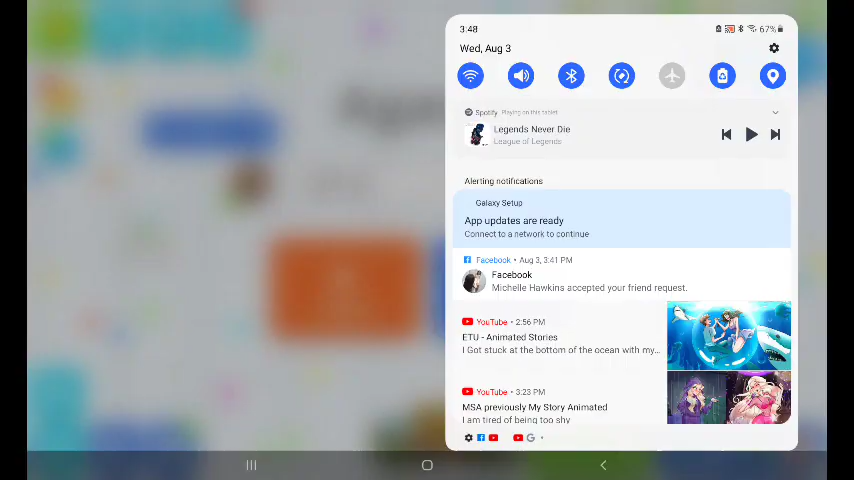 3:48
67%
Wed, Aug 3
Spotify Playing on this tablet
Legends Never Die
League of Legends
Alerting notifications
Galaxy Setup
App updates are ready
Connect to a network to continue
Facebook • Aug 3, 3:41 PM
Facebook
Michelle Hawkins accepted your friend request.
YouTube • 2:56 PM
ETU - Animated Stories
I Got stuck at the bottom of the ocean with my...
YouTube • 3:23 PM
MSA previously My Story Animated
I am tired of being too shy